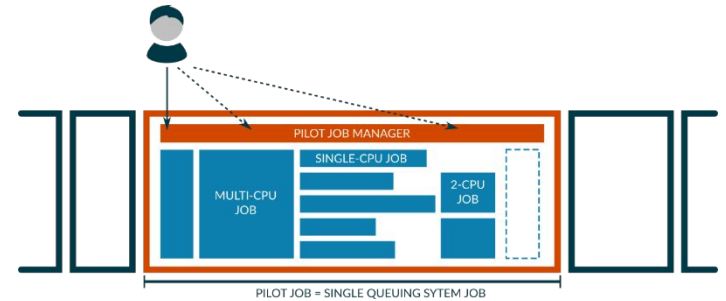 PILOT JOB MANAGER
SINGLE-CPU JOB
MULTI-CPU
JOB
2-CPU
JOB
PILOT JOB = SINGLE QUEUING SYTEM JOB